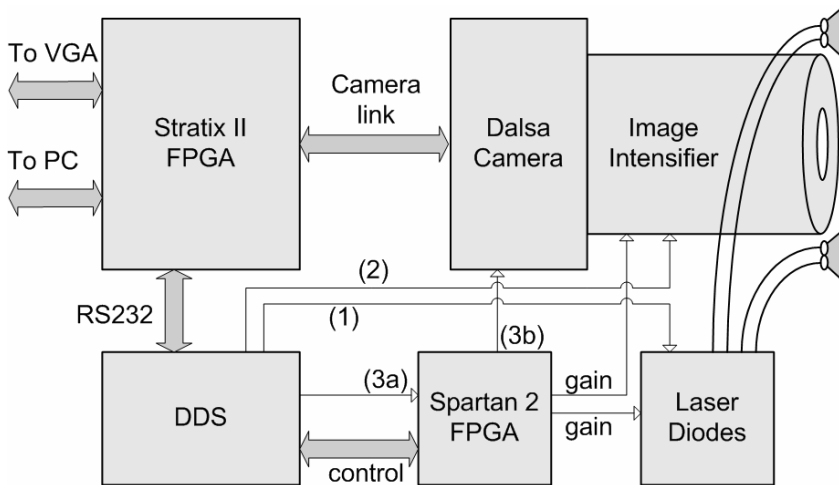 To VGA
To PC
Stratix II
FPGA
Camera
link
Dalsa
Camera
Image
Intensifier
RS232
(2)
(1)
(3a)
(3b)
DDS
control
Spartan 2
FPGA
gain
gain
Laser
Diodes